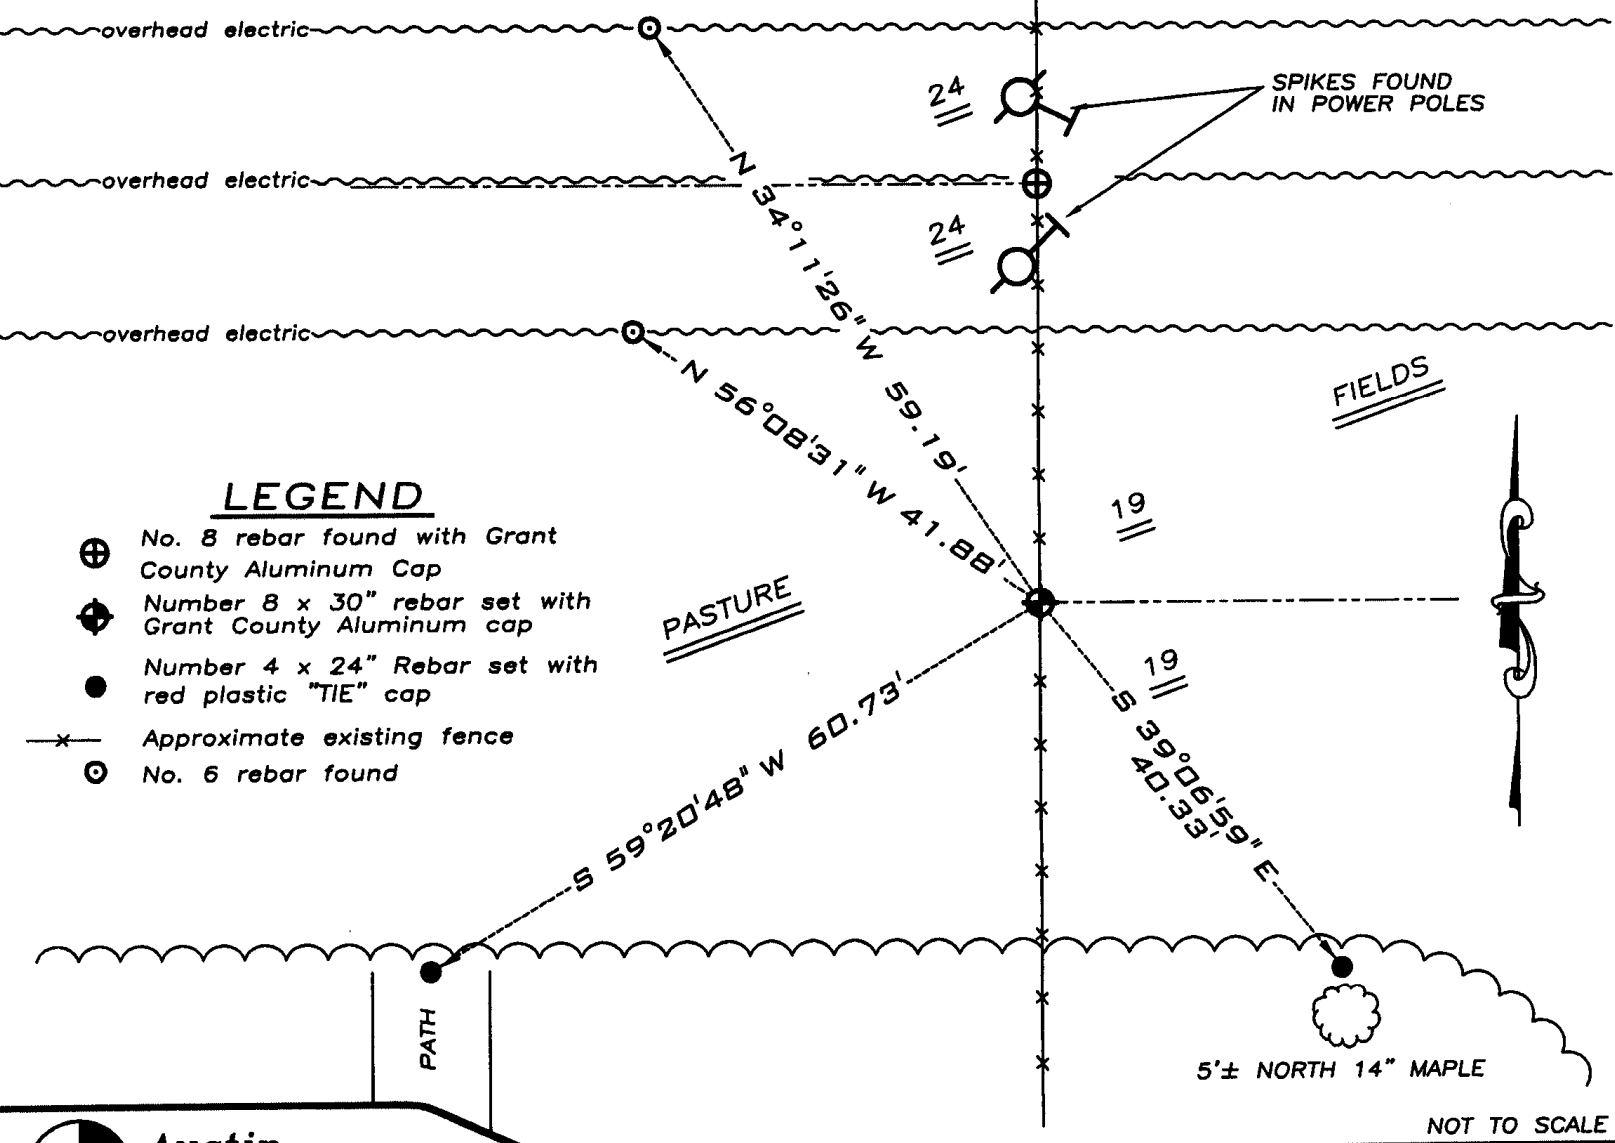 overhead electric
24
SPIKES FOUND
IN POWER POLES
overhead electric
24
overhead electric
N 34°11'26" W 59.19'
N 56°08'31" W 41.88'
FIELDS
LEGEND
No. 8 rebar found with Grant
County Aluminum Cap
Number 8 x 30" rebar set with
Grant County Aluminum cap
Number 4 x 24" Rebar set with
red plastic "TIE" cap
Approximate existing fence
No. 6 rebar found
PASTURE
19
19
S 59°20'48" W 60.73'
S 39°06'59" E
40.33'
PATH
5'± NORTH 14" MAPLE
NOT TO SCALE